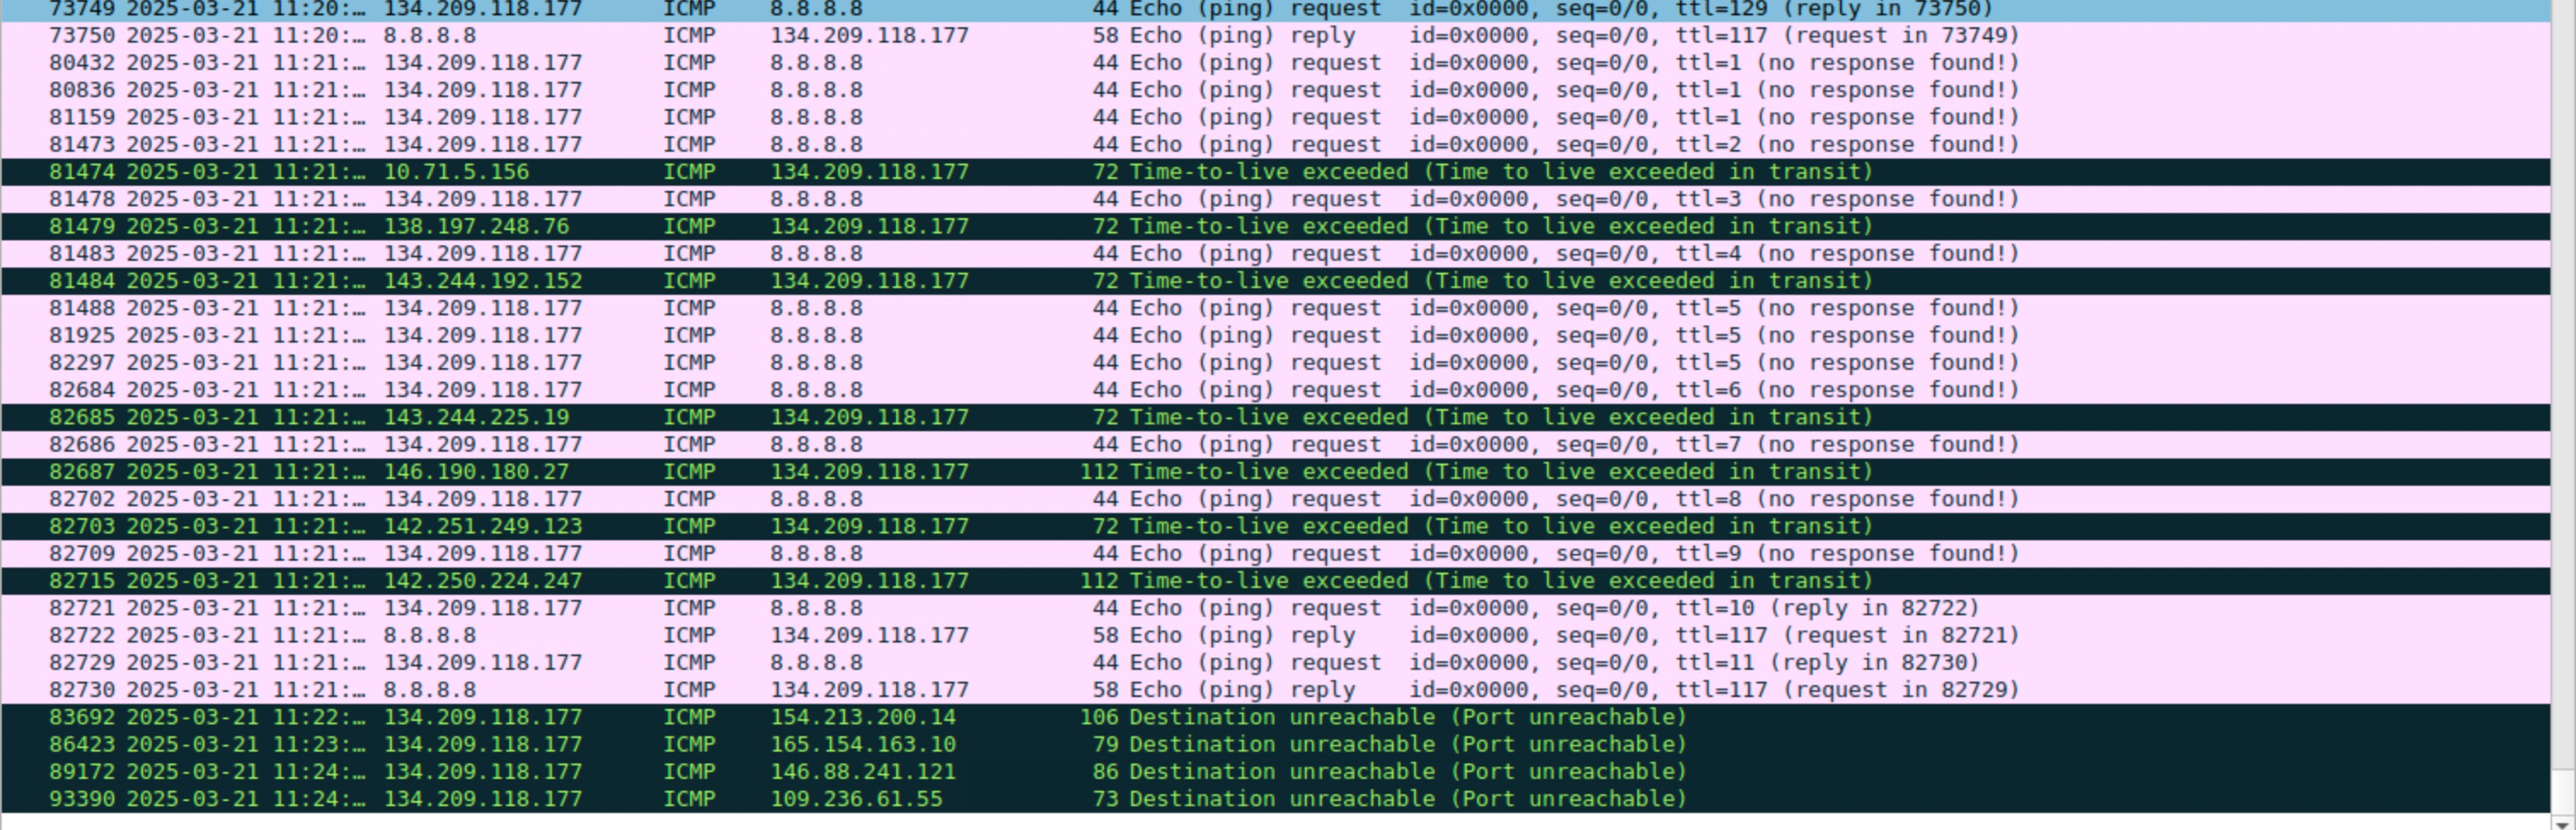 73749 2025-03-21 11:20:… 134.209.118.177 ICMP 8.8.8.8 44 Echo (ping) request id=0x0000, seq=0/0, ttl=129 (reply in 73750)
73750 2025-03-21 11:20:… 8.8.8.8 ICMP 134.209.118.177 58 Echo (ping) reply id=0x0000, seq=0/0, ttl=117 (request in 73749)
80432 2025-03-21 11:21:… 134.209.118.177 ICMP 8.8.8.8 44 Echo (ping) request id=0x0000, seq=0/0, ttl=1 (no response found!)
80836 2025-03-21 11:21:… 134.209.118.177 ICMP 8.8.8.8 44 Echo (ping) request id=0x0000, seq=0/0, ttl=1 (no response found!)
81159 2025-03-21 11:21:… 134.209.118.177 ICMP 8.8.8.8 44 Echo (ping) request id=0x0000, seq=0/0, ttl=1 (no response found!)
81473 2025-03-21 11:21:… 134.209.118.177 ICMP 8.8.8.8 44 Echo (ping) request id=0x0000, seq=0/0, ttl=2 (no response found!)
81474 2025-03-21 11:21:… 10.71.5.156 ICMP 134.209.118.177 72 Time-to-live exceeded (Time to live exceeded in transit)
81478 2025-03-21 11:21:… 134.209.118.177 ICMP 8.8.8.8 44 Echo (ping) request id=0x0000, seq=0/0, ttl=3 (no response found!)
81479 2025-03-21 11:21:… 138.197.248.76 ICMP 134.209.118.177 72 Time-to-live exceeded (Time to live exceeded in transit)
81483 2025-03-21 11:21:… 134.209.118.177 ICMP 8.8.8.8 44 Echo (ping) request id=0x0000, seq=0/0, ttl=4 (no response found!)
81484 2025-03-21 11:21:… 143.244.192.152 ICMP 134.209.118.177 72 Time-to-live exceeded (Time to live exceeded in transit)
81488 2025-03-21 11:21:… 134.209.118.177 ICMP 8.8.8.8 44 Echo (ping) request id=0x0000, seq=0/0, ttl=5 (no response found!)
81925 2025-03-21 11:21:… 134.209.118.177 ICMP 8.8.8.8 44 Echo (ping) request id=0x0000, seq=0/0, ttl=5 (no response found!)
82297 2025-03-21 11:21:… 134.209.118.177 ICMP 8.8.8.8 44 Echo (ping) request id=0x0000, seq=0/0, ttl=5 (no response found!)
82684 2025-03-21 11:21:… 134.209.118.177 ICMP 8.8.8.8 44 Echo (ping) request id=0x0000, seq=0/0, ttl=6 (no response found!)
82685 2025-03-21 11:21:… 143.244.225.19 ICMP 134.209.118.177 72 Time-to-live exceeded (Time to live exceeded in transit)
82686 2025-03-21 11:21:… 134.209.118.177 ICMP 8.8.8.8 44 Echo (ping) request id=0x0000, seq=0/0, ttl=7 (no response found!)
82687 2025-03-21 11:21:… 146.190.180.27 ICMP 134.209.118.177 112 Time-to-live exceeded (Time to live exceeded in transit)
82702 2025-03-21 11:21:… 134.209.118.177 ICMP 8.8.8.8 44 Echo (ping) request id=0x0000, seq=0/0, ttl=8 (no response found!)
82703 2025-03-21 11:21:… 142.251.249.123 ICMP 134.209.118.177 72 Time-to-live exceeded (Time to live exceeded in transit)
82709 2025-03-21 11:21:… 134.209.118.177 ICMP 8.8.8.8 44 Echo (ping) request id=0x0000, seq=0/0, ttl=9 (no response found!)
82715 2025-03-21 11:21:… 142.250.224.247 ICMP 134.209.118.177 112 Time-to-live exceeded (Time to live exceeded in transit)
82721 2025-03-21 11:21:… 134.209.118.177 ICMP 8.8.8.8 44 Echo (ping) request id=0x0000, seq=0/0, ttl=10 (reply in 82722)
82722 2025-03-21 11:21:… 8.8.8.8 ICMP 134.209.118.177 58 Echo (ping) reply id=0x0000, seq=0/0, ttl=117 (request in 82721)
82729 2025-03-21 11:21:… 134.209.118.177 ICMP 8.8.8.8 44 Echo (ping) request id=0x0000, seq=0/0, ttl=11 (reply in 82730)
82730 2025-03-21 11:21:… 8.8.8.8 ICMP 134.209.118.177 58 Echo (ping) reply id=0x0000, seq=0/0, ttl=117 (request in 82729)
83692 2025-03-21 11:22:… 134.209.118.177 ICMP 154.213.200.14 106 Destination unreachable (Port unreachable)
86423 2025-03-21 11:23:… 134.209.118.177 ICMP 165.154.163.10 79 Destination unreachable (Port unreachable)
89172 2025-03-21 11:24:… 134.209.118.177 ICMP 146.88.241.121 86 Destination unreachable (Port unreachable)
93390 2025-03-21 11:24:… 134.209.118.177 ICMP 109.236.61.55 73 Destination unreachable (Port unreachable)